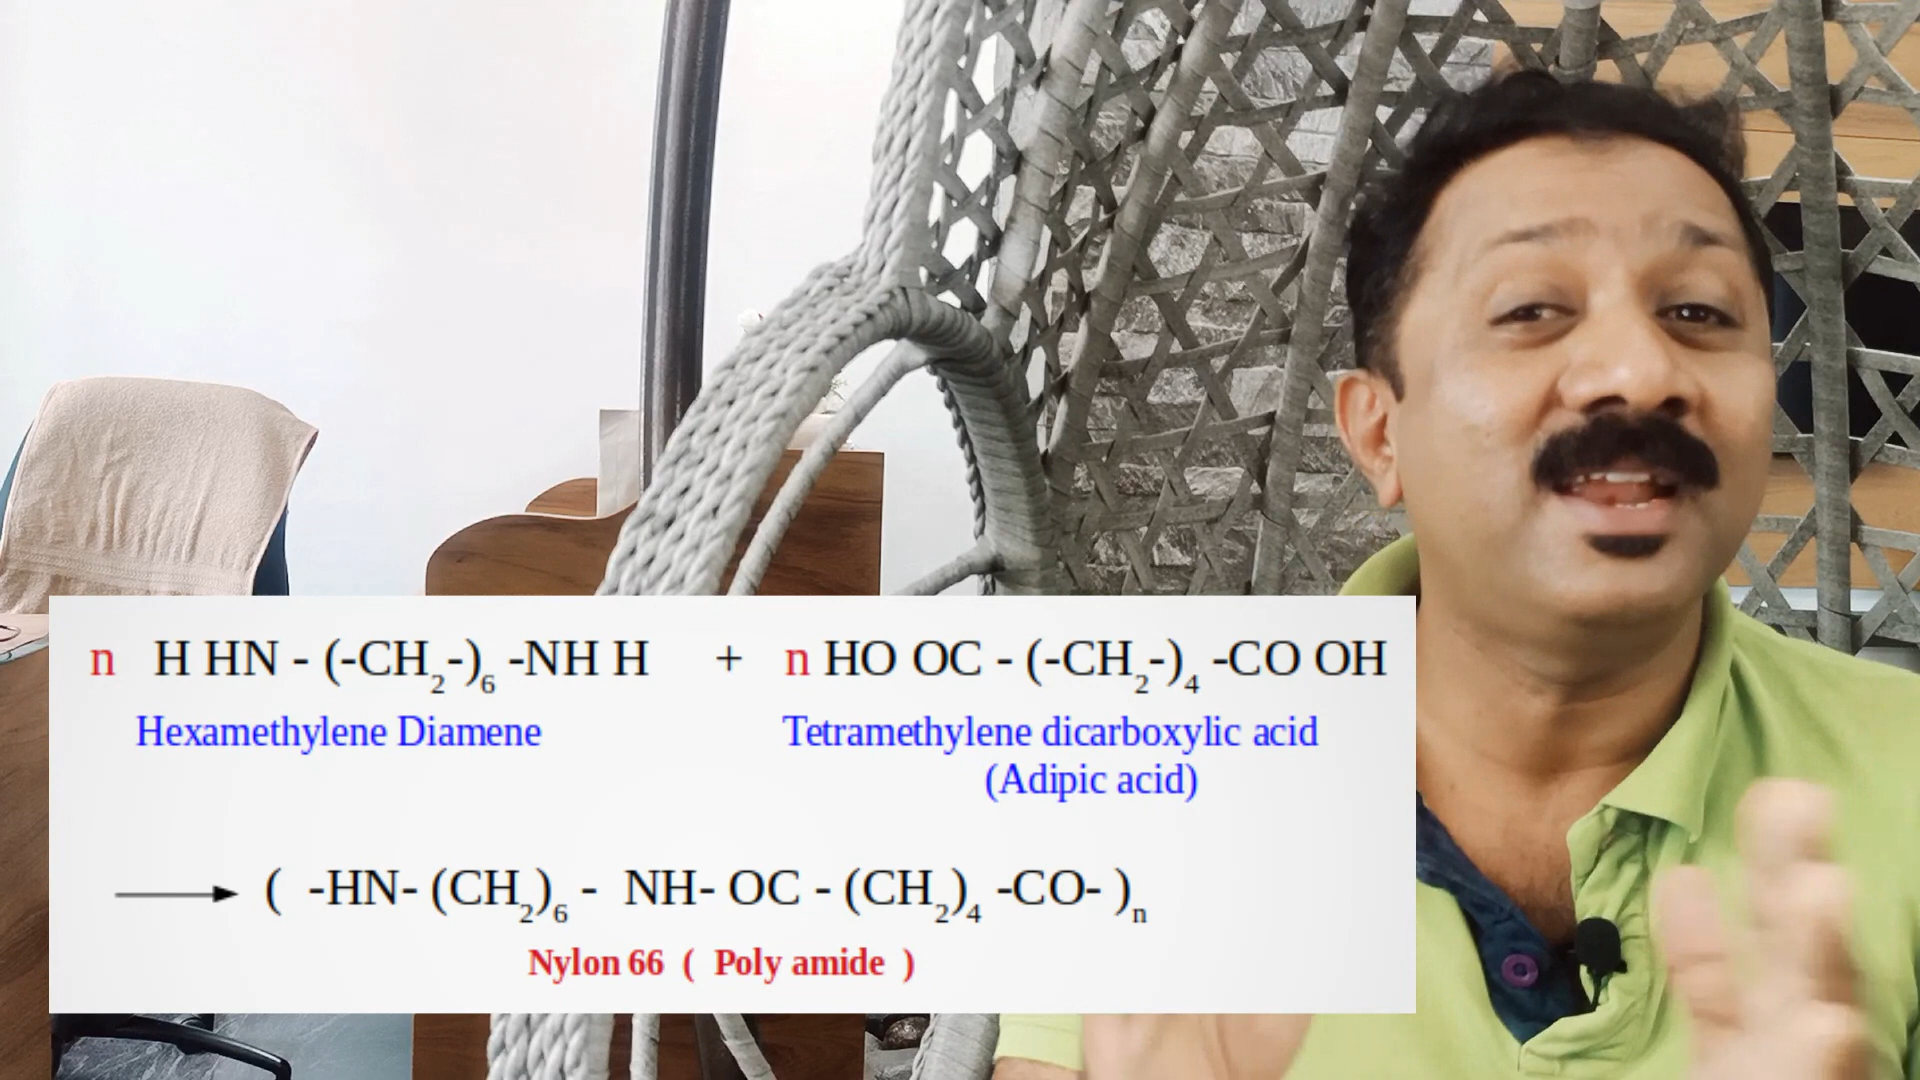 n H HN - (-CH2-)6 -NH H + n HO OC - (-CH2-)4 -CO OH
Hexamethylene Diamene Tetramethylene dicarboxylic acid
(Adipic acid)
( -HN- (CH2)6 - NH- OC - (CH2)4 -CO- )n
Nylon 66 ( Poly amide )